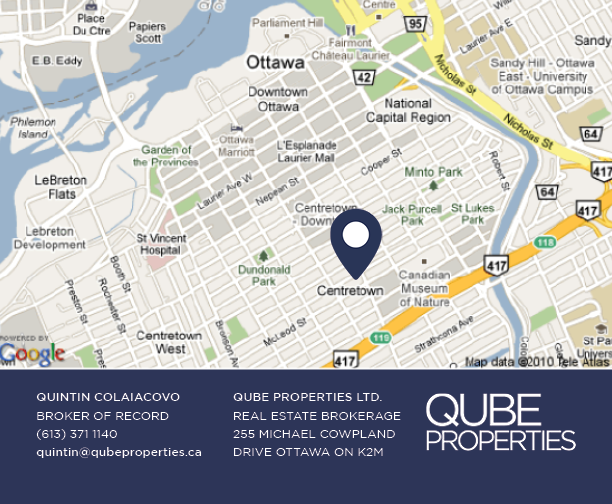 Parliament Hill
Centre
Place
Du Ctre
Papiers
Scott
95
Laurier Ave E
Sandy
E.B. Eddy
Fairmont
Château Laurier
Ottawa
42
Nicholas St
Sandy Hill - Ottawa
East - University
of Ottawa Campus
Downtown
Ottawa
National
Capital Region
Philemon
Island
Nicholas St
64
Ottawa
Marriott
L'Esplanade
Laurier Mall
Garden of
the Provinces
Cooper St
Robert St
417
LeBreton
Flats
Laurier Ave W
Nepean St
Minto Park
64
Centretown
- Down
Jack Purcell
Park
St Lukes
Park
417
Lebreton
Development
St Vincent
Hospital
118
Booth St
Dundonald
Park
Canadian
Museum
of Nature
417
Preston St
Rochester St
Centretown
Bronson Av
McLeod St
Centretown
West
119
Strathcona Ave
POWERED BY
Google
417
Colo
St Pa
Univers
Map data ©2010 Tele Atlas
QUINTIN COLAIACOVO
BROKER OF RECORD
(613) 371 1140
quintin@qubeproperties.ca
QUBE PROPERTIES LTD.
REAL ESTATE BROKERAGE
255 MICHAEL COWPLAND
DRIVE OTTAWA ON K2M
QUBE
PROPERTIES